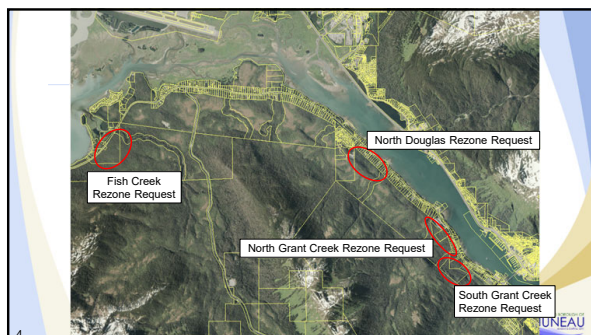 North Douglas Rezone Request
Fish Creek
Rezone Request
North Grant Creek Rezone Request
South Grant Creek
Rezone Request
4